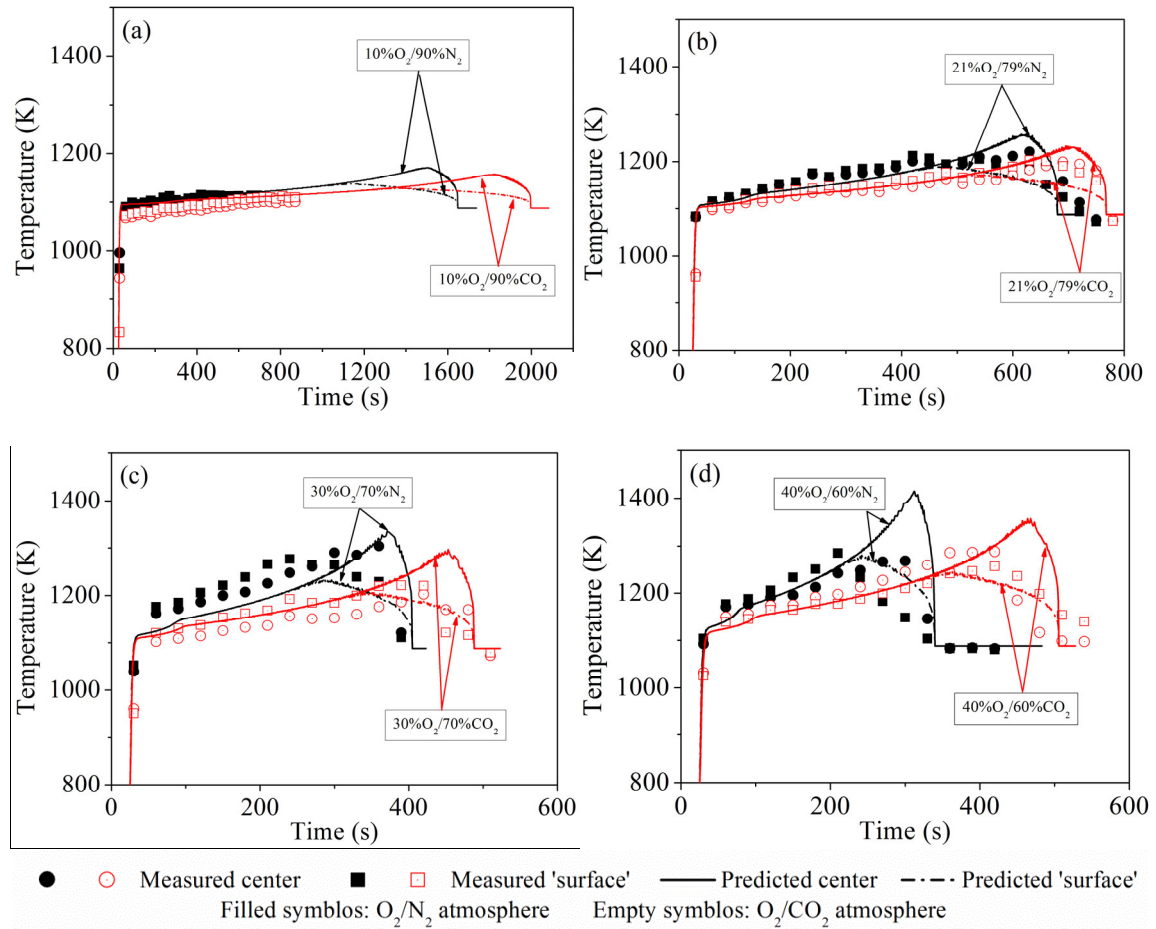 (a)
1400
1200
1000
800
Temperature (K)
0 400 800 1200 1600 2000
Time (s)
10%O₂/90%N₂
10%O₂/90%CO₂
(b)
1400
1200
1000
800
Temperature (K)
0 200 400 600 800
Time (s)
21%O₂/79%N₂
21%O₂/79%CO₂
(c)
1400
1200
1000
800
Temperature (K)
0 200 400 600
Time (s)
30%O₂/70%N₂
30%O₂/70%CO₂
(d)
1400
1200
1000
800
Temperature (K)
0 200 400 600
Time (s)
40%O₂/60%N₂
40%O₂/60%CO₂
Measured center Measured 'surface' Predicted center Predicted 'surface'
Filled symblos: O₂/N₂ atmosphere Empty symblos: O₂/CO₂ atmosphere